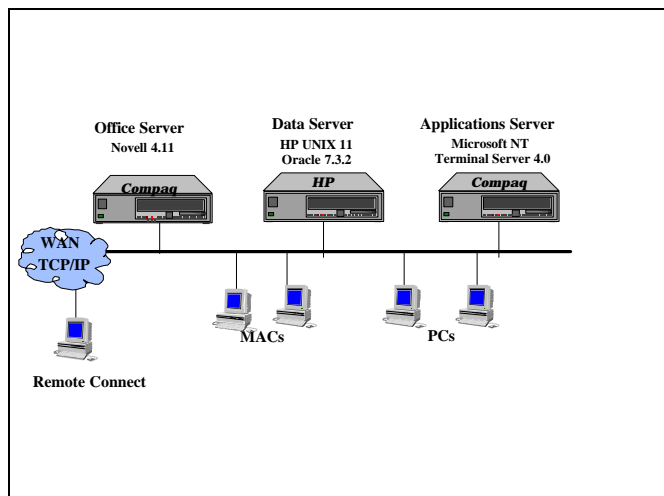 Office Server
Novell 4.11
Data Server
HP UNIX 11
Oracle 7.3.2
Applications Server
Microsoft NT
Terminal Server 4.0
Compaq
HP
Compaq
WAN
TCP/IP
MACs
PCs
Remote Connect